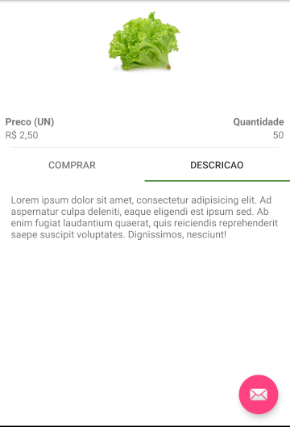 Preco (UN) Quantidade
R$ 2,50 50
COMPRAR DESCRICAO
Lorem ipsum dolor sit amet, consectetur adipisicing elit. Ad
aspernatur culpa deleniti, eaque eligendi est ipsum sed. Ab
enim fugiat laudantium quaerat, quis reiciendis reprehenderit
saepe suscipit voluptates. Dignissimos, nesciunt!